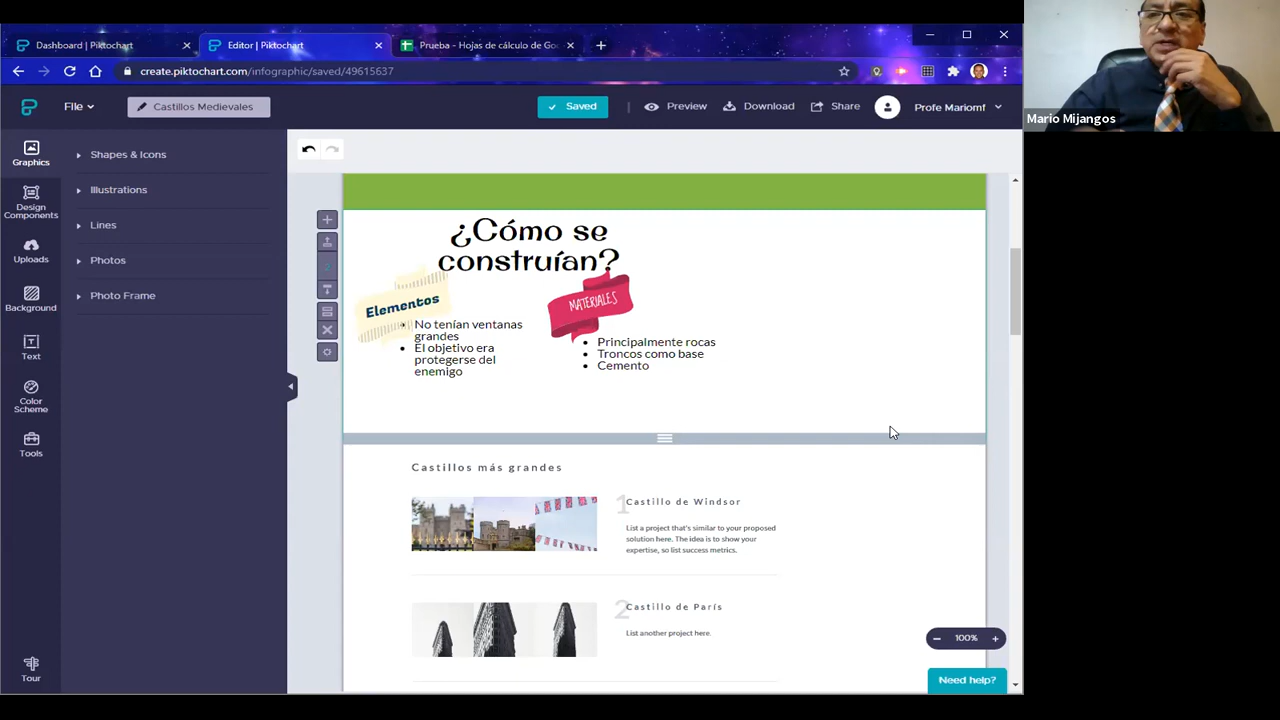 Dashboard | Piktochart
Editor | Piktochart
Prueba - Hojas de cálculo de Go
create.piktochart.com/infographic/saved/49615637
Mario Mijangos
File
Castillos Medievales
Saved
Preview
Download
Share
Profe Mariomf
Graphics
Design
Components
Uploads
Background
Text
Color
Scheme
Tools
Tour
Shapes & Icons
Illustrations
Lines
Photos
Photo Frame
2
¿Cómo se
construían?
Elementos
No tenían ventanas
grandes
El objetivo era
protegerse del
enemigo
MATERIALES
Principalmente rocas
Troncos como base
Cemento
Castillos más grandes
1
Castillo de Windsor
List a project that's similar to your proposed
solution here. The idea is to show your
expertise, so list success metrics.
2
Castillo de París
List another project here.
100%
Need help?